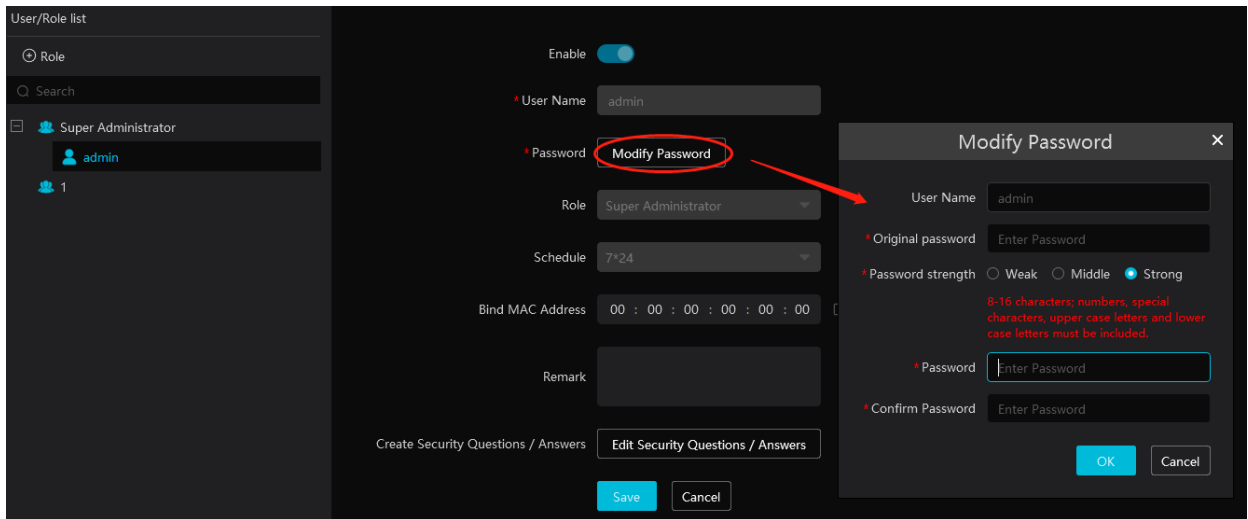 User/Role list
Role
Search
Super Administrator
admin
1
Enable
* User Name admin
* Password Modify Password
Role Super Administrator
Schedule 7*24
Bind MAC Address 00 : 00 : 00 : 00 : 00 : 00
Remark
Create Security Questions / Answers Edit Security Questions / Answers
Save Cancel
Modify Password
User Name admin
* Original password Enter Password
* Password strength Weak Middle Strong
8-16 characters; numbers, special
characters, upper case letters and lower
case letters must be included.
* Password Enter Password
* Confirm Password Enter Password
OK Cancel